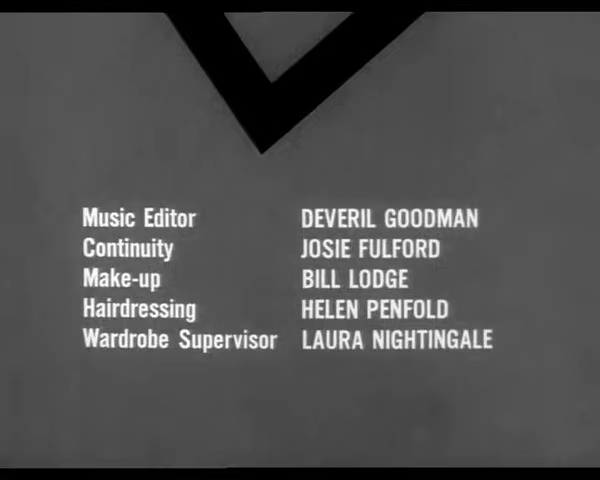 Music Editor DEVERIL GOODMAN
Continuity JOSIE FULFORD
Make-up BILL LODGE
Hairdressing HELEN PENFOLD
Wardrobe Supervisor LAURA NIGHTINGALE